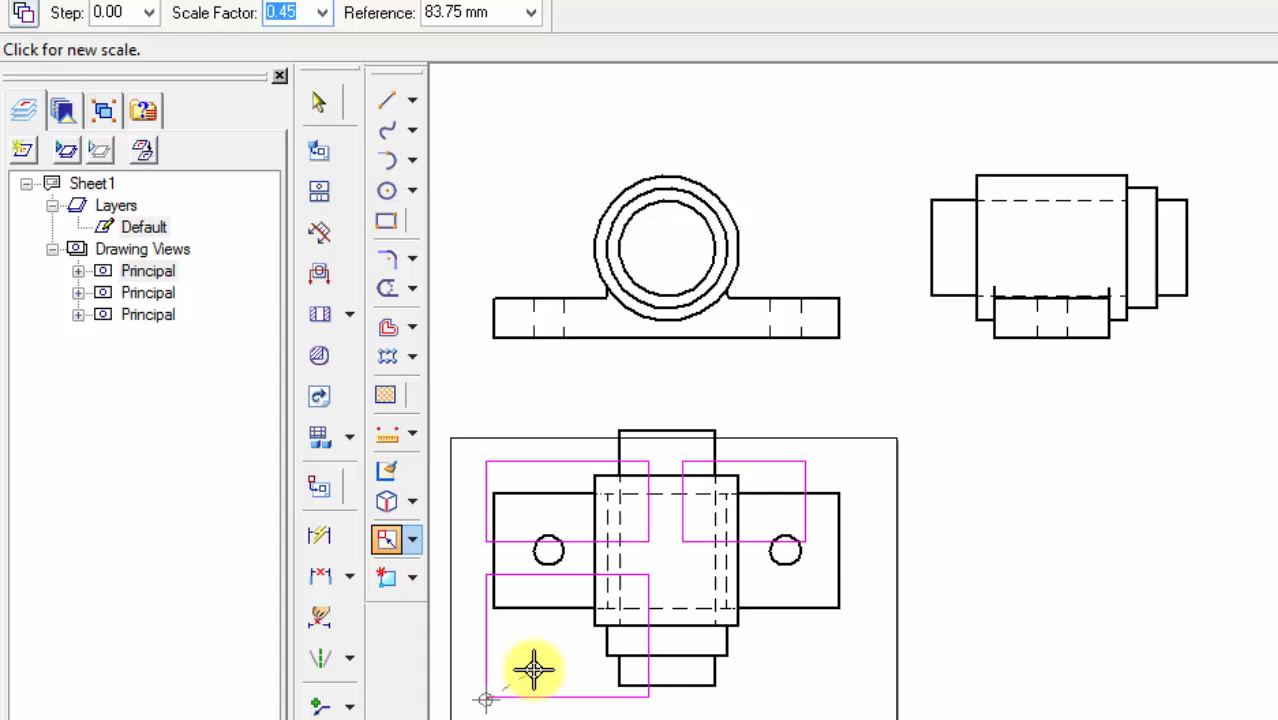 Step: 0.00 Scale Factor: 0.45 Reference: 83.75 mm
Click for new scale.
Sheet1
Layers
Default
Drawing Views
Principal
Principal
Principal